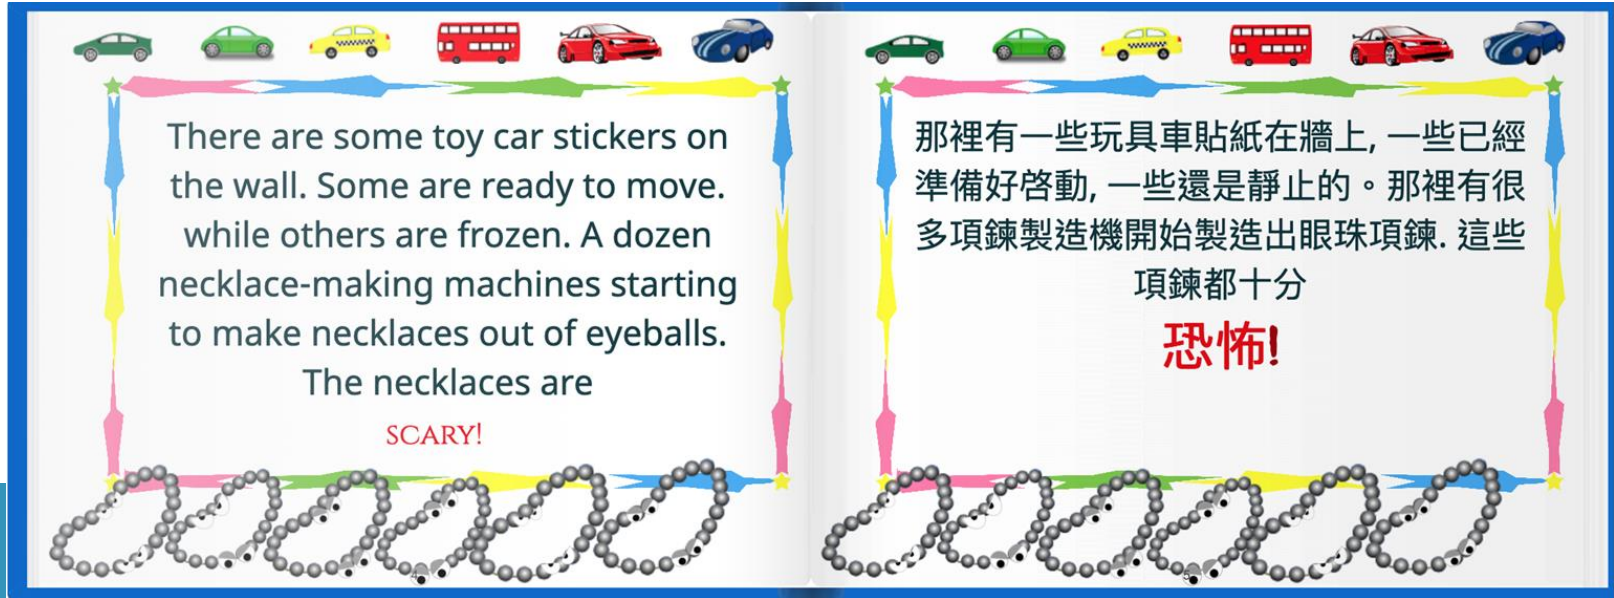 There are some toy car stickers on
the wall. Some are ready to move.
while others are frozen. A dozen
necklace-making machines starting
to make necklaces out of eyeballs.
The necklaces are
SCARY!
那裡有一些玩具車貼紙在牆上, 一些已經
準備好啓動, 一些還是靜止的。那裡有很
多項鍊製造機開始製造出眼珠項鍊. 這些
項鍊都十分
恐怖!